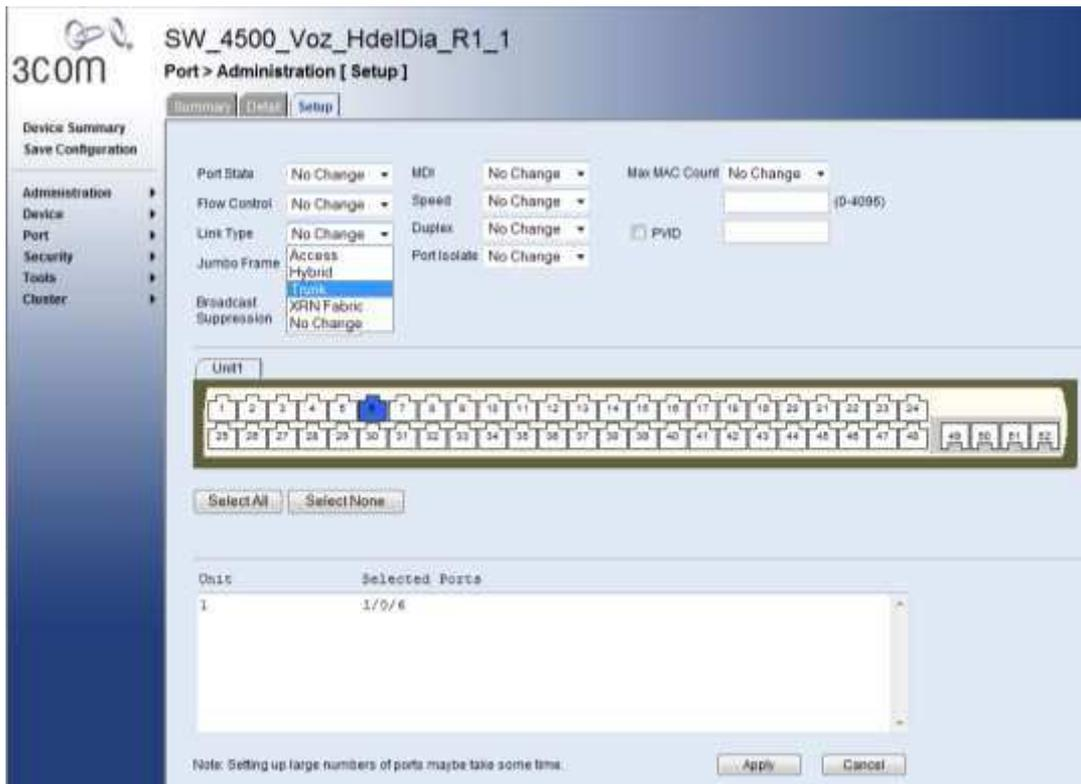 3COM
SW_4500_Voz_HdelDia_R1_1
Port > Administration [ Setup ]
Summary Detail Setup
Device Summary
Save Configuration
Administration
Device
Port
Security
Tools
Cluster
Port State No Change MDI No Change Max MAC Count No Change
Flow Control No Change Speed No Change (0-4096)
Link Type No Change Duplex No Change PVID
Jumbo Frame Port Isolate No Change
Access
Hybrid
Trunk
XRN Fabric
No Change
Broadcast
Suppression
Unit1
1 2 3 4 5 6 7 8 9 10 11 12 13 14 15 16 17 18 19 20 21 22 23 24
25 26 27 28 29 30 31 32 33 34 35 36 37 38 39 40 41 42 43 44 45 46 47 48 49 50 51 52
Select All Select None
Unit Selected Ports
1 1/0/6
Note: Setting up large numbers of ports maybe take some time.
Apply Cancel